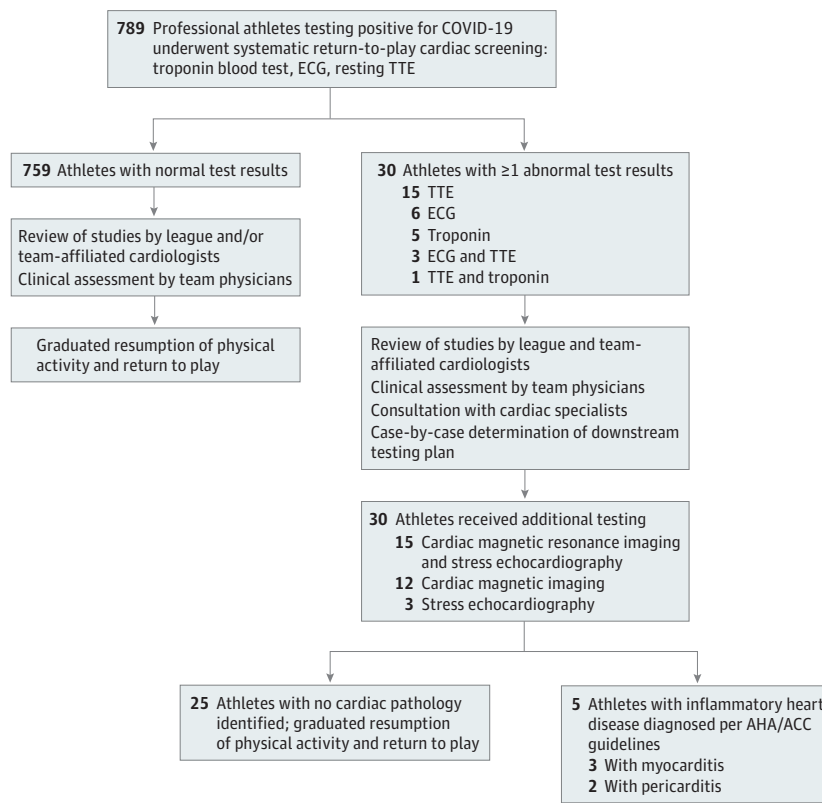 789 Professional athletes testing positive for COVID-19
underwent systematic return-to-play cardiac screening:
troponin blood test, ECG, resting TTE
759 Athletes with normal test results
Review of studies by league and/or
team-affiliated cardiologists
Clinical assessment by team physicians
Graduated resumption of physical
activity and return to play
30 Athletes with ≥1 abnormal test results
15 TTE
6 ECG
5 Troponin
3 ECG and TTE
1 TTE and troponin
Review of studies by league and team-
affiliated cardiologists
Clinical assessment by team physicians
Consultation with cardiac specialists
Case-by-case determination of downstream
testing plan
30 Athletes received additional testing
15 Cardiac magnetic resonance imaging
and stress echocardiography
12 Cardiac magnetic imaging
3 Stress echocardiography
25 Athletes with no cardiac pathology
identified; graduated resumption
of physical activity and return to play
5 Athletes with inflammatory heart
disease diagnosed per AHA/ACC
guidelines
3 With myocarditis
2 With pericarditis